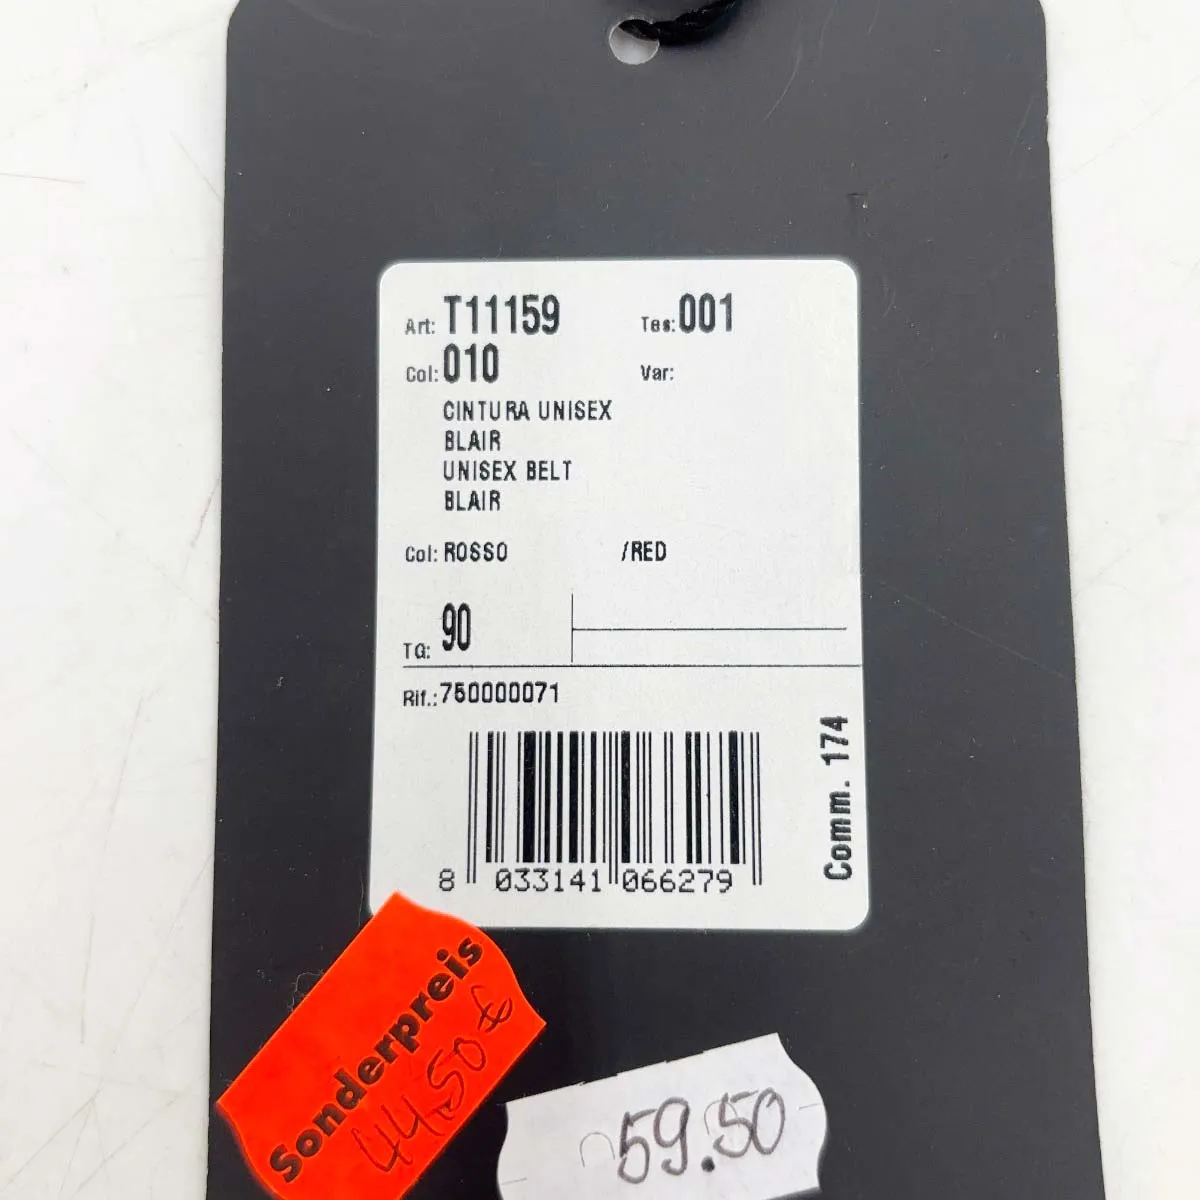 Art: T11159 Tes: 001
Col: 010 Var:
CINTURA UNISEX
BLAIR
UNISEX BELT
BLAIR
Col: ROSSO /RED
TG: 90
Rif.: 750000071
Comm. 174
8 033141 066279
Sonderpreis
44.50 €
59.50